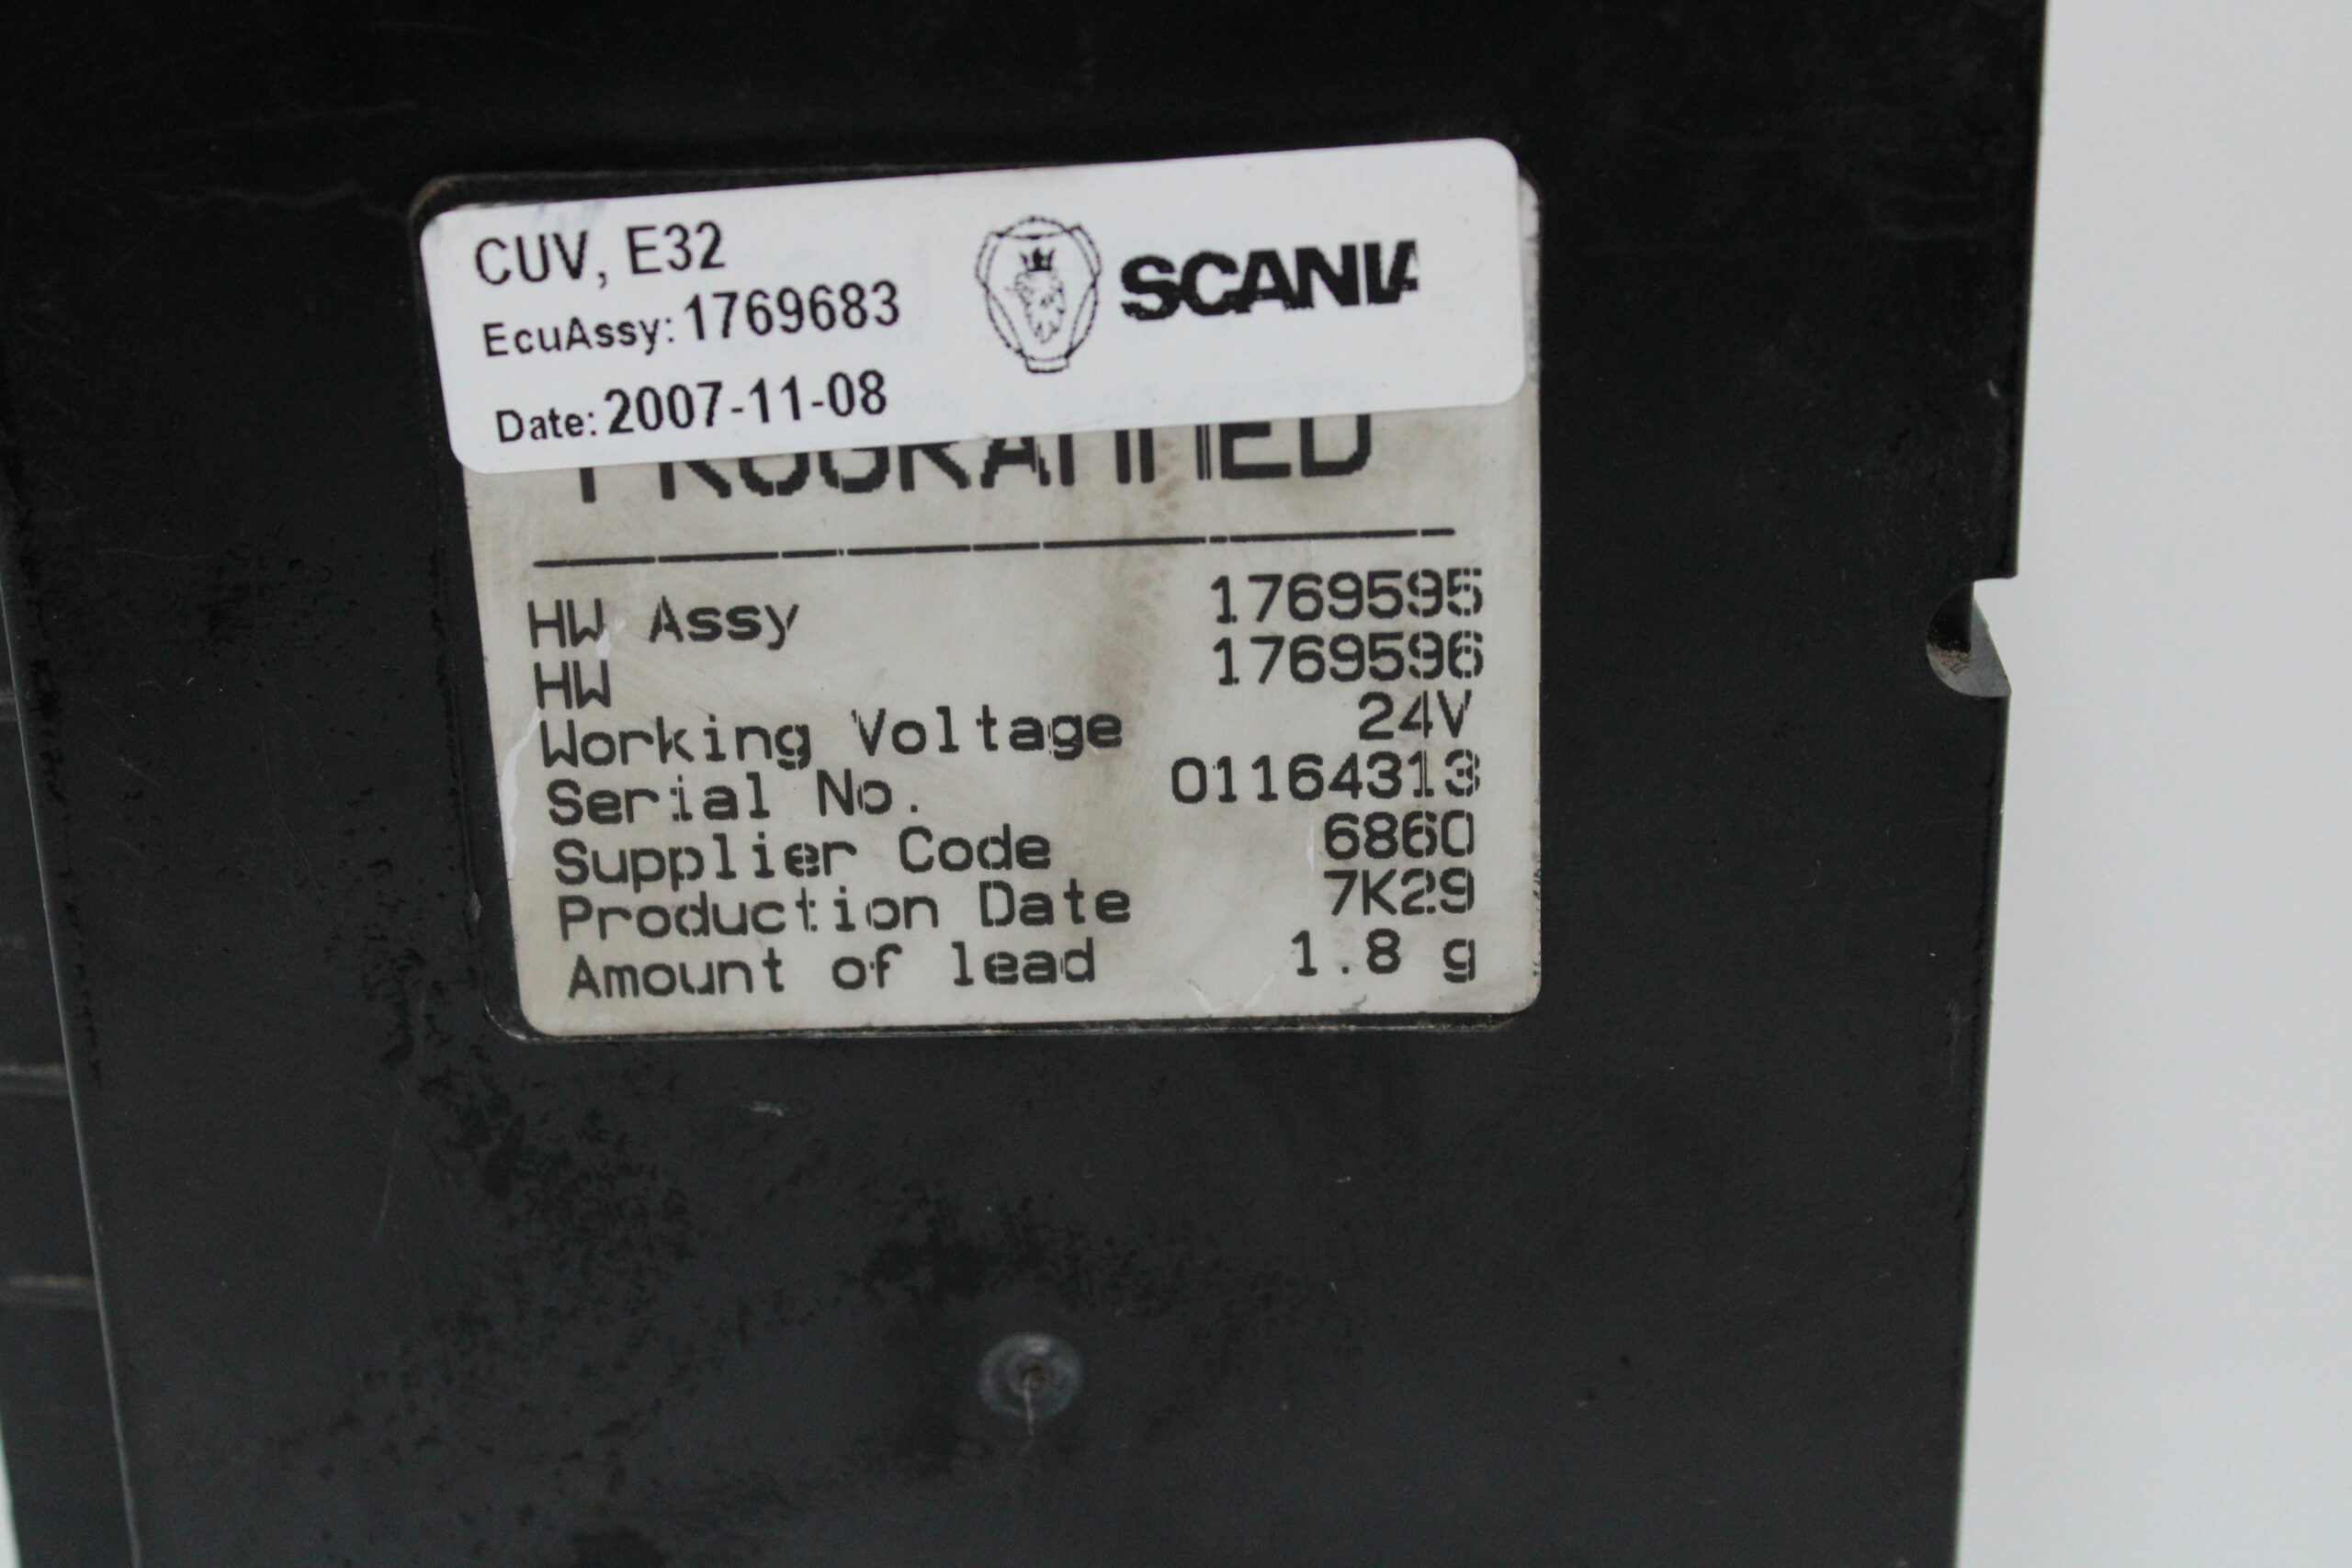 CUV, E32
SCANIA
EcuAssy: 1769683
Date: 2007-11-08
PROGRAMMED
HW Assy 1769595
HW 1769596
Working Voltage 24V
Serial No. 01164313
Supplier Code 6860
Production Date 7K29
Amount of lead 1.8 g